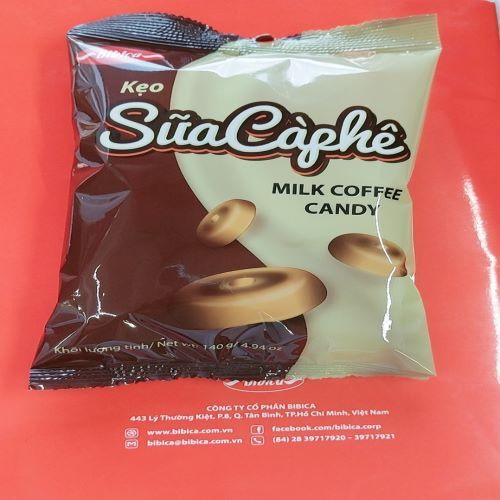 Bibica
Kẹo
SữaCàphê
MILK COFFEE
CANDY
Khối lượng tịnh/ Net wt: 140 g/4.94 oz
BIBICA
CÔNG TY CỔ PHẦN BIBICA
443 Lý Thường Kiệt, P.8, Q. Tân Bình, TP.Hồ Chí Minh, Việt Nam
www.bibica.com.vn facebook.com/bibica.corp
bibica@bibica.com.vn (84) 28 39717920 - 39717921